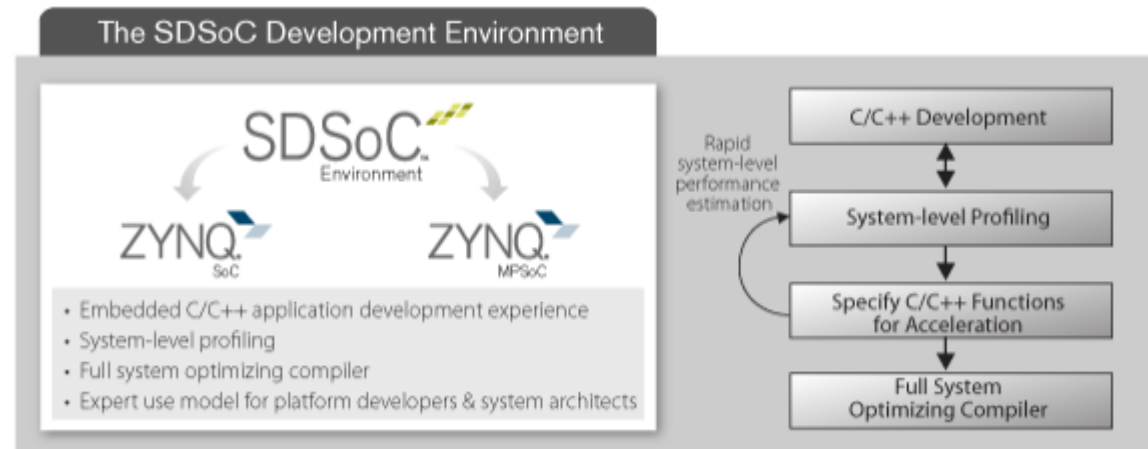 The SDSoC Development Environment
SDSoC™
Environment
ZYNQ®
SoC
ZYNQ®
MPSoC
• Embedded C/C++ application development experience
• System-level profiling
• Full system optimizing compiler
• Expert use model for platform developers & system architects
Rapid
system-level
performance
estimation
C/C++ Development
System-level Profiling
Specify C/C++ Functions
for Acceleration
Full System
Optimizing Compiler